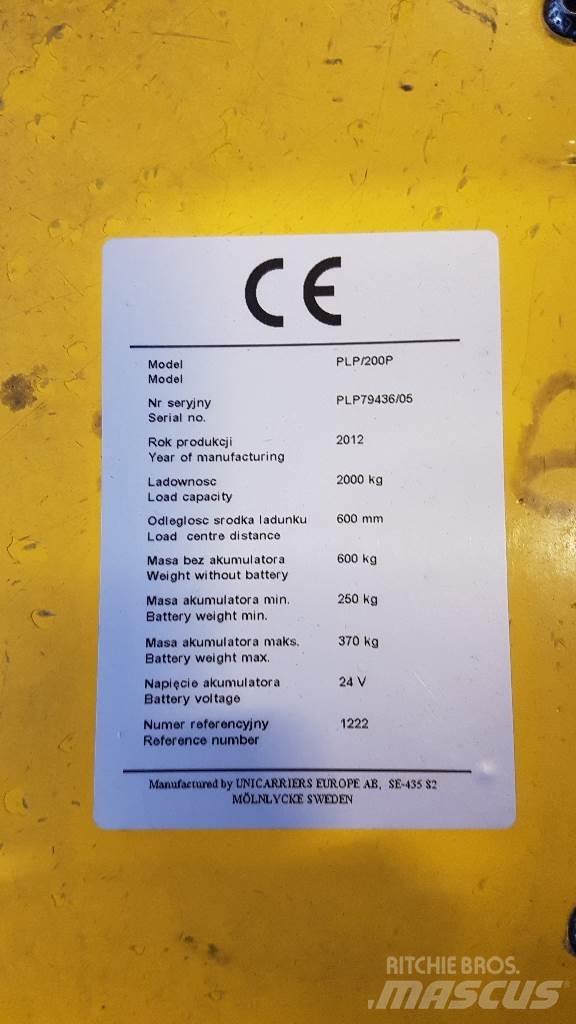 CE
Model PLP/200P
Model
Nr seryjny PLP79436/05
Serial no.
Rok produkcji 2012
Year of manufacturing
Ladownosc 2000 kg
Load capacity
Odleglosc srodka ladunku 600 mm
Load centre distance
Masa bez akumulatora 600 kg
Weight without battery
Masa akumulatora min. 250 kg
Battery weight min.
Masa akumulatora maks. 370 kg
Battery weight max.
Napięcie akumulatora 24 V
Battery voltage
Numer referencyjny 1222
Reference number
Manufactured by UNICARRIERS EUROPE AB, SE-435 82
MÖLNLYCKE SWEDEN
RITCHIE BROS.
MASCUS